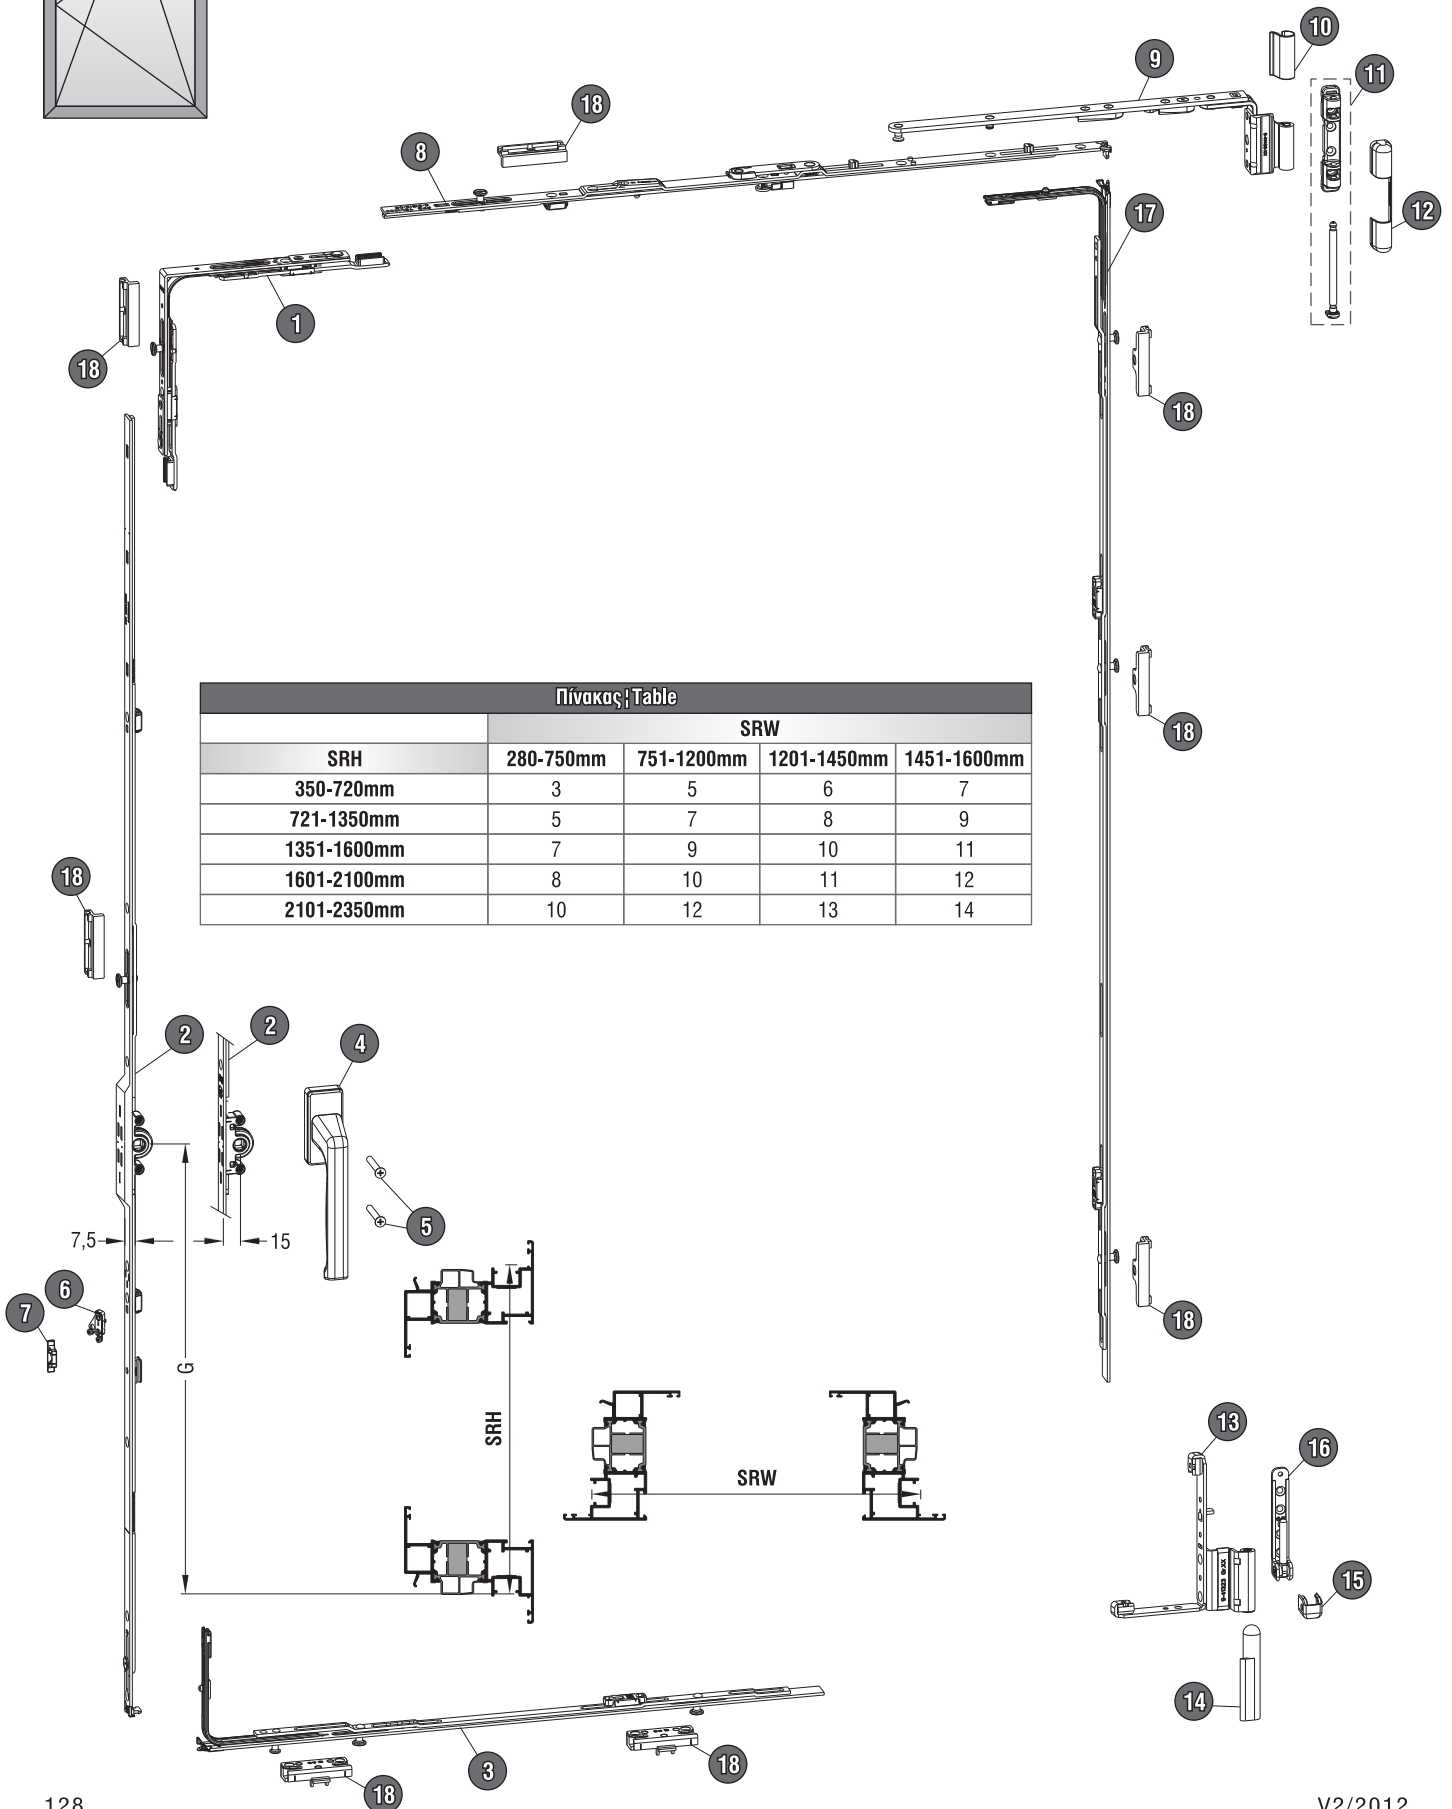 10
9
11
18
8
12
17
1
18
18
Πίνακας¦Table
SRW
SRH 280-750mm 751-1200mm 1201-1450mm 1451-1600mm
350-720mm 3 5 6 7
721-1350mm 5 7 8 9
1351-1600mm 7 9 10 11
1601-2100mm 8 10 11 12
2101-2350mm 10 12 13 14
18
18
2
2
4
5
7,5
15
6
7
18
G
SRH
SRW
13
16
15
14
3
18
18
128
V2/2012